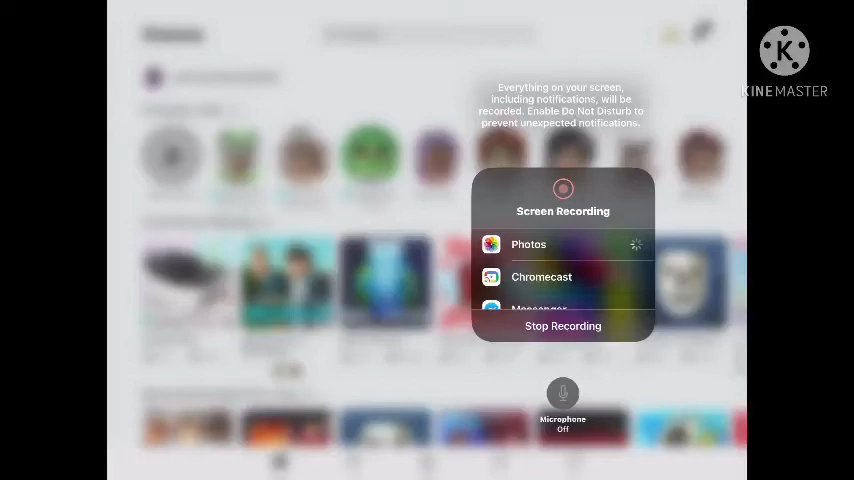 K
KINEMASTER
Everything on your screen,
including notifications, will be
recorded. Enable Do Not Disturb to
prevent unexpected notifications.
Screen Recording
Photos
Chromecast
Messenger
Stop Recording
Microphone
Off